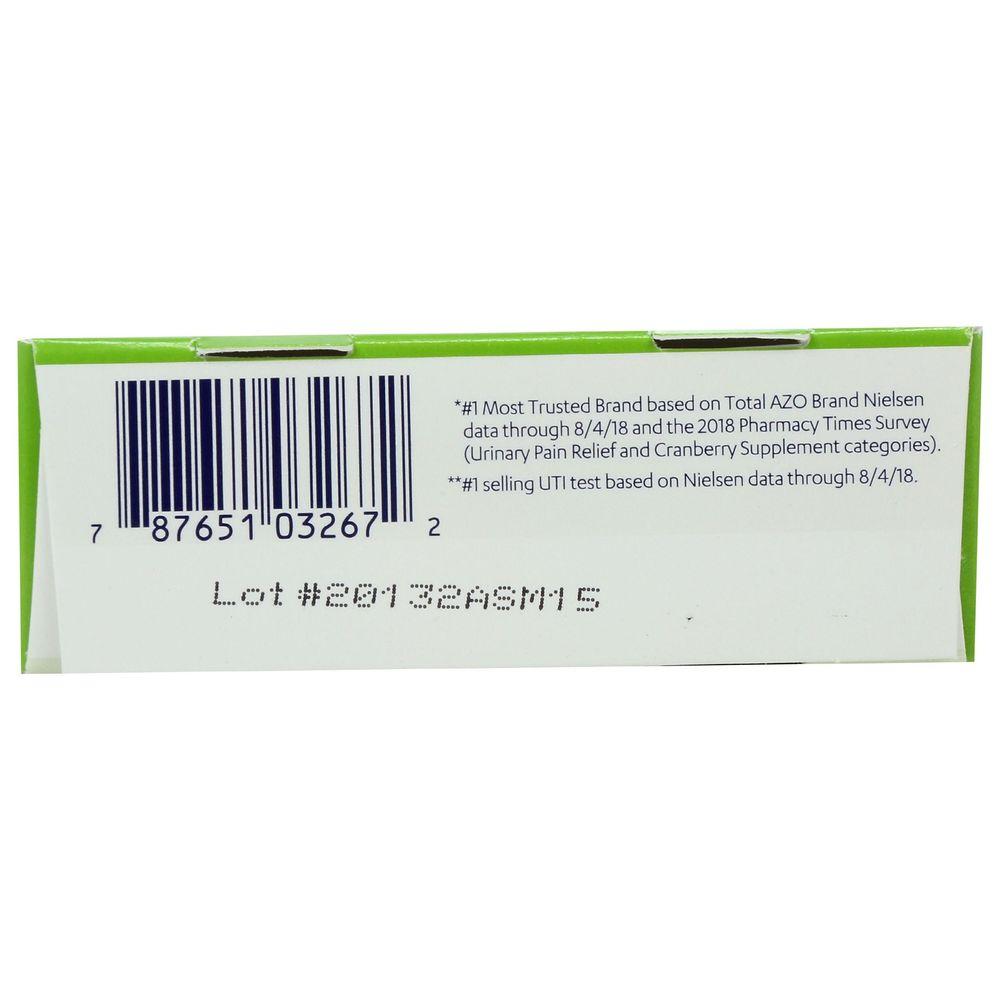 *#1 Most Trusted Brand based on Total AZO Brand Nielsen
data through 8/4/18 and the 2018 Pharmacy Times Survey
(Urinary Pain Relief and Cranberry Supplement categories).
**#1 selling UTI test based on Nielsen data through 8/4/18.
7 87651 03267 2
Lot #20132ASM15